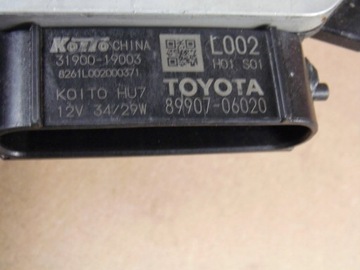 KOITO CHINA
31900-19003
8261L002000371
KOITO HU7
12V 34/29W
L002
H01 S01
TOYOTA
89907-06020